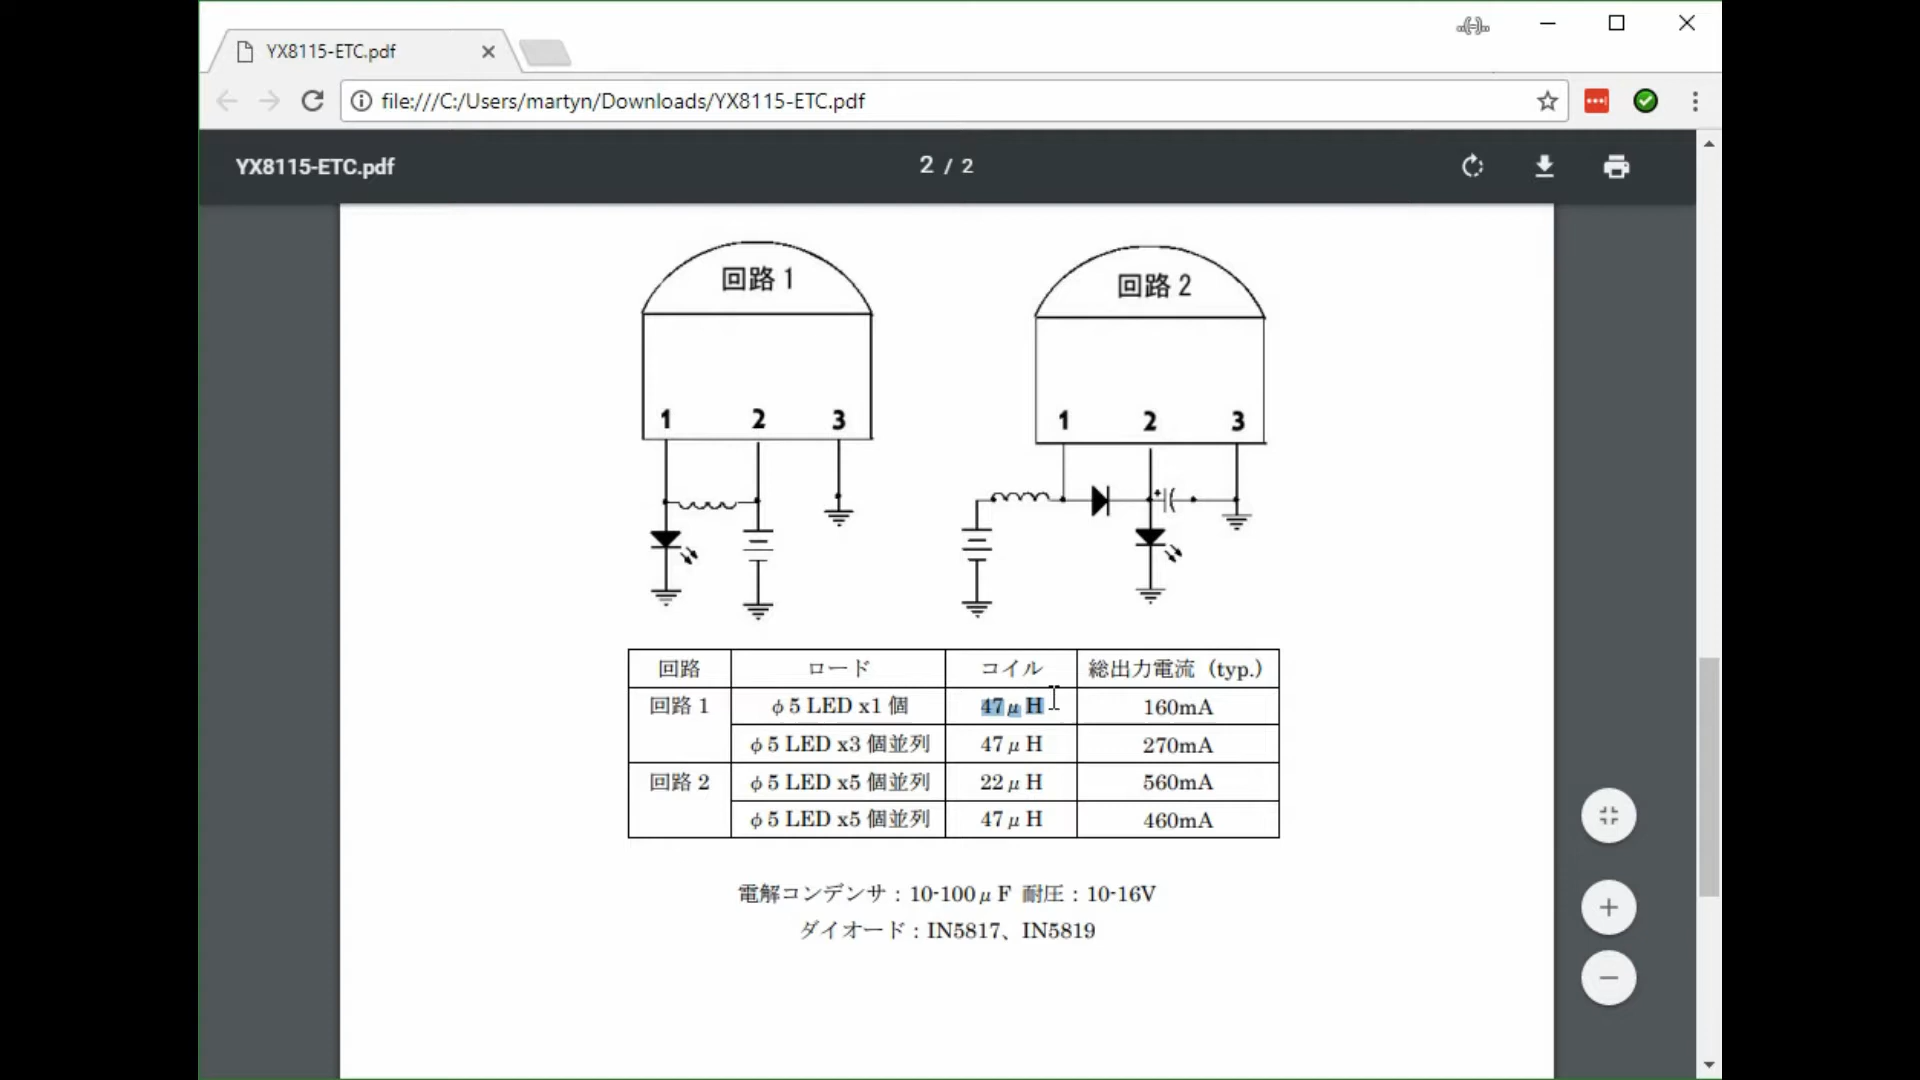 YX8115-ETC.pdf
file:///C:/Users/martyn/Downloads/YX8115-ETC.pdf
YX8115-ETC.pdf 2 / 2
回路1 回路2
1 2 3 1 2 3
+
回路 ロード コイル 総出力電流（typ.）
回路1 φ5 LED x1 個 47μH 160mA
φ5 LED x3 個並列 47μH 270mA
回路2 φ5 LED x5 個並列 22μH 560mA
φ5 LED x5 個並列 47μH 460mA
電解コンデンサ：10-100μF 耐圧：10-16V
ダイオード：IN5817、IN5819